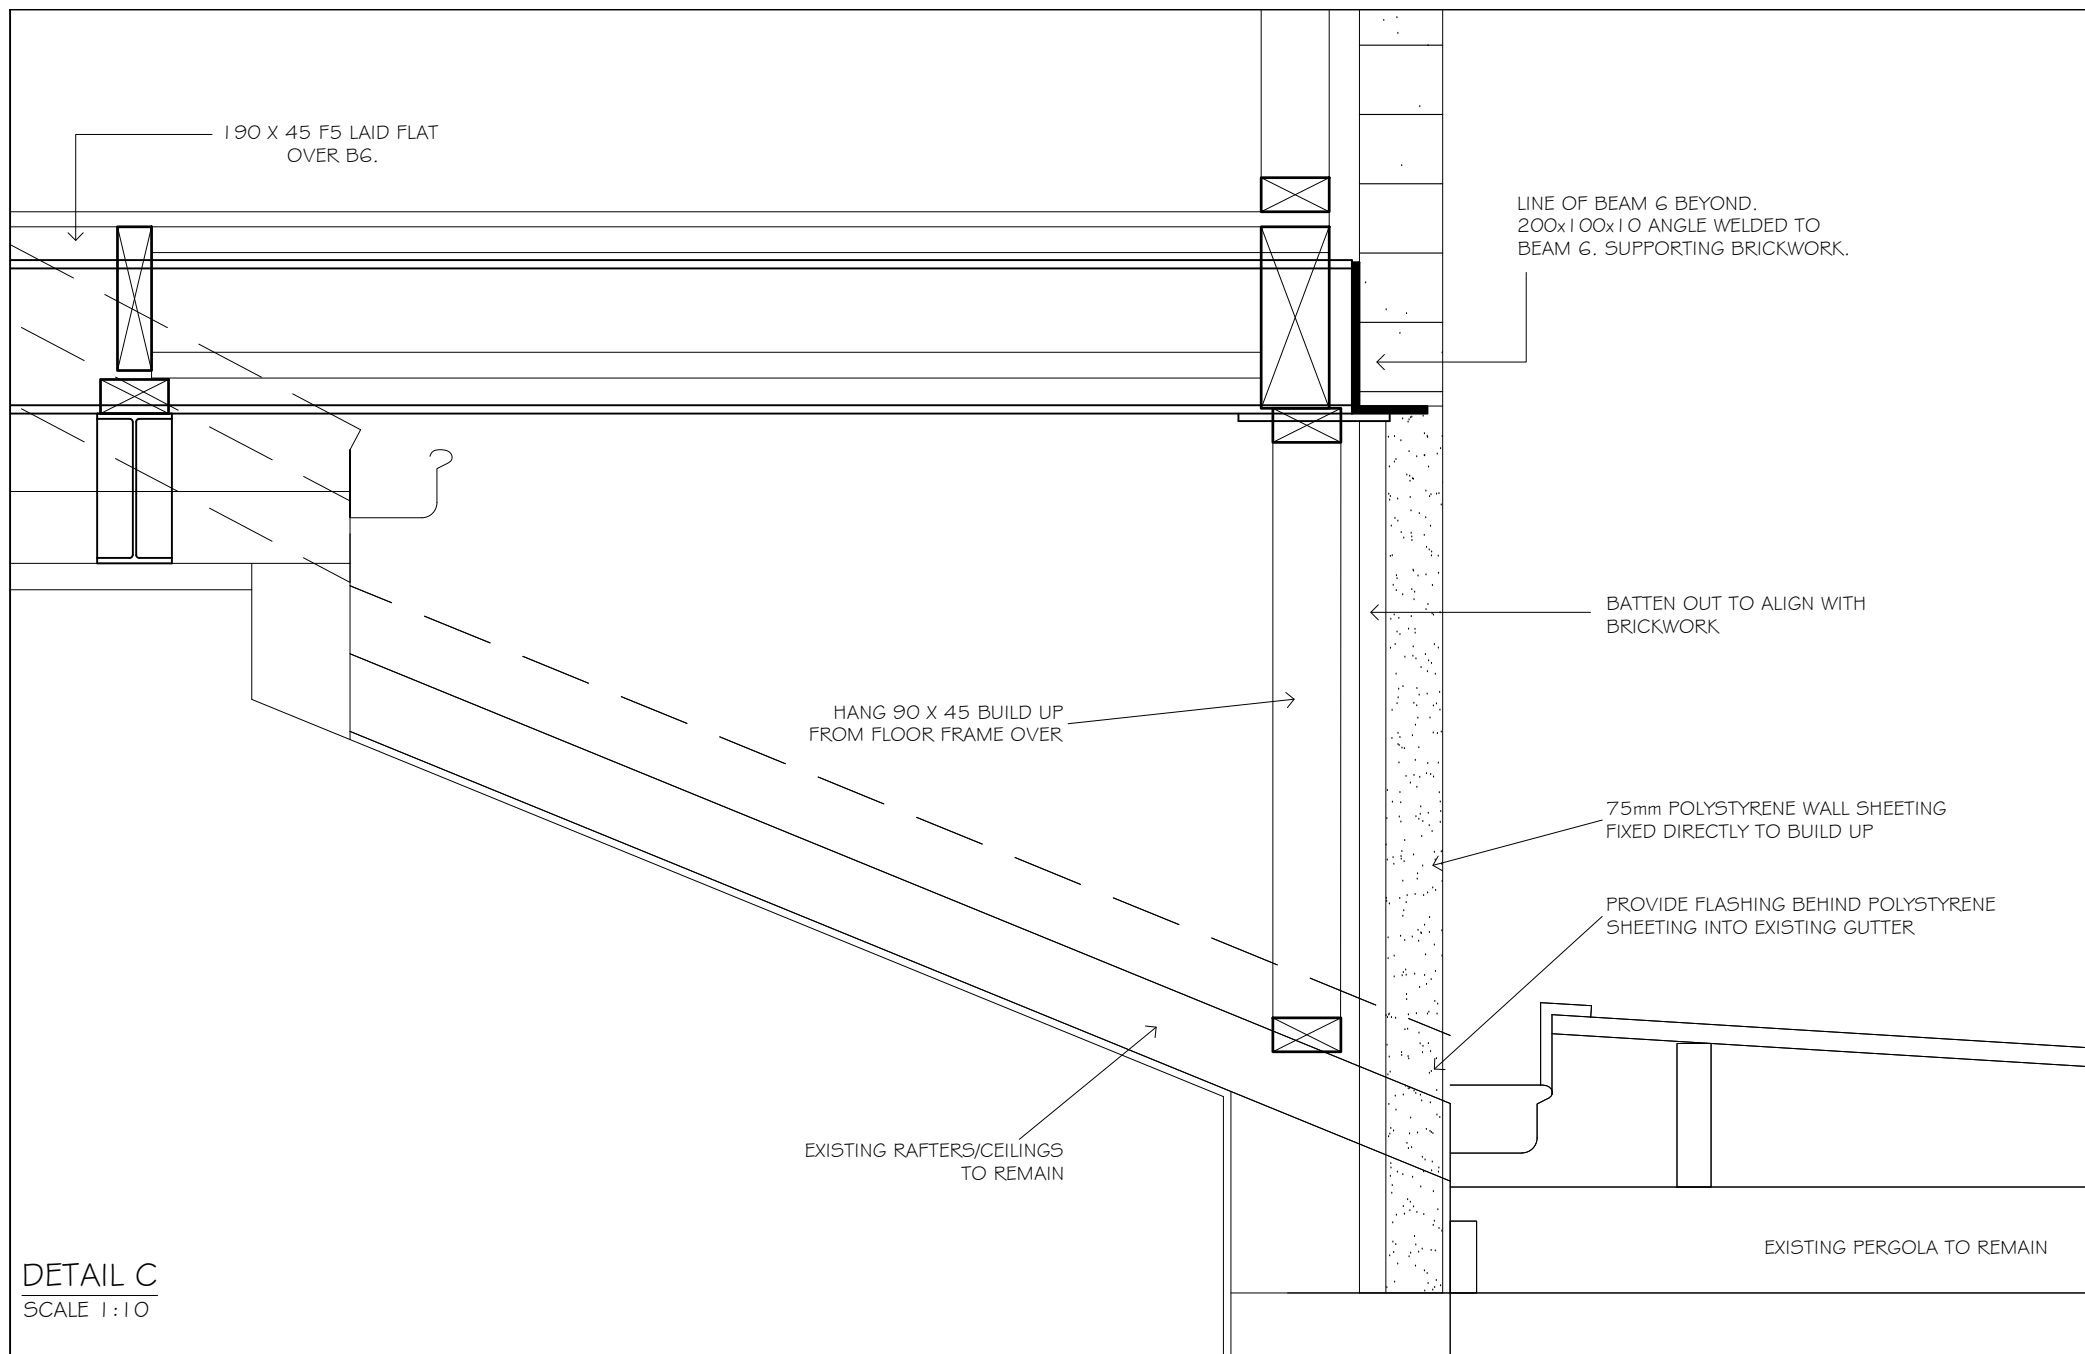 190 X 45 F5 LAID FLAT
OVER B6.
LINE OF BEAM 6 BEYOND.
200x100x10 ANGLE WELDED TO
BEAM 6. SUPPORTING BRICKWORK.
BATTEN OUT TO ALIGN WITH
BRICKWORK
HANG 90 X 45 BUILD UP
FROM FLOOR FRAME OVER
75mm POLYSTYRENE WALL SHEETING
FIXED DIRECTLY TO BUILD UP
PROVIDE FLASHING BEHIND POLYSTYRENE
SHEETING INTO EXISTING GUTTER
EXISTING RAFTERS/CEILINGS
TO REMAIN
EXISTING PERGOLA TO REMAIN
DETAIL C
SCALE 1:10